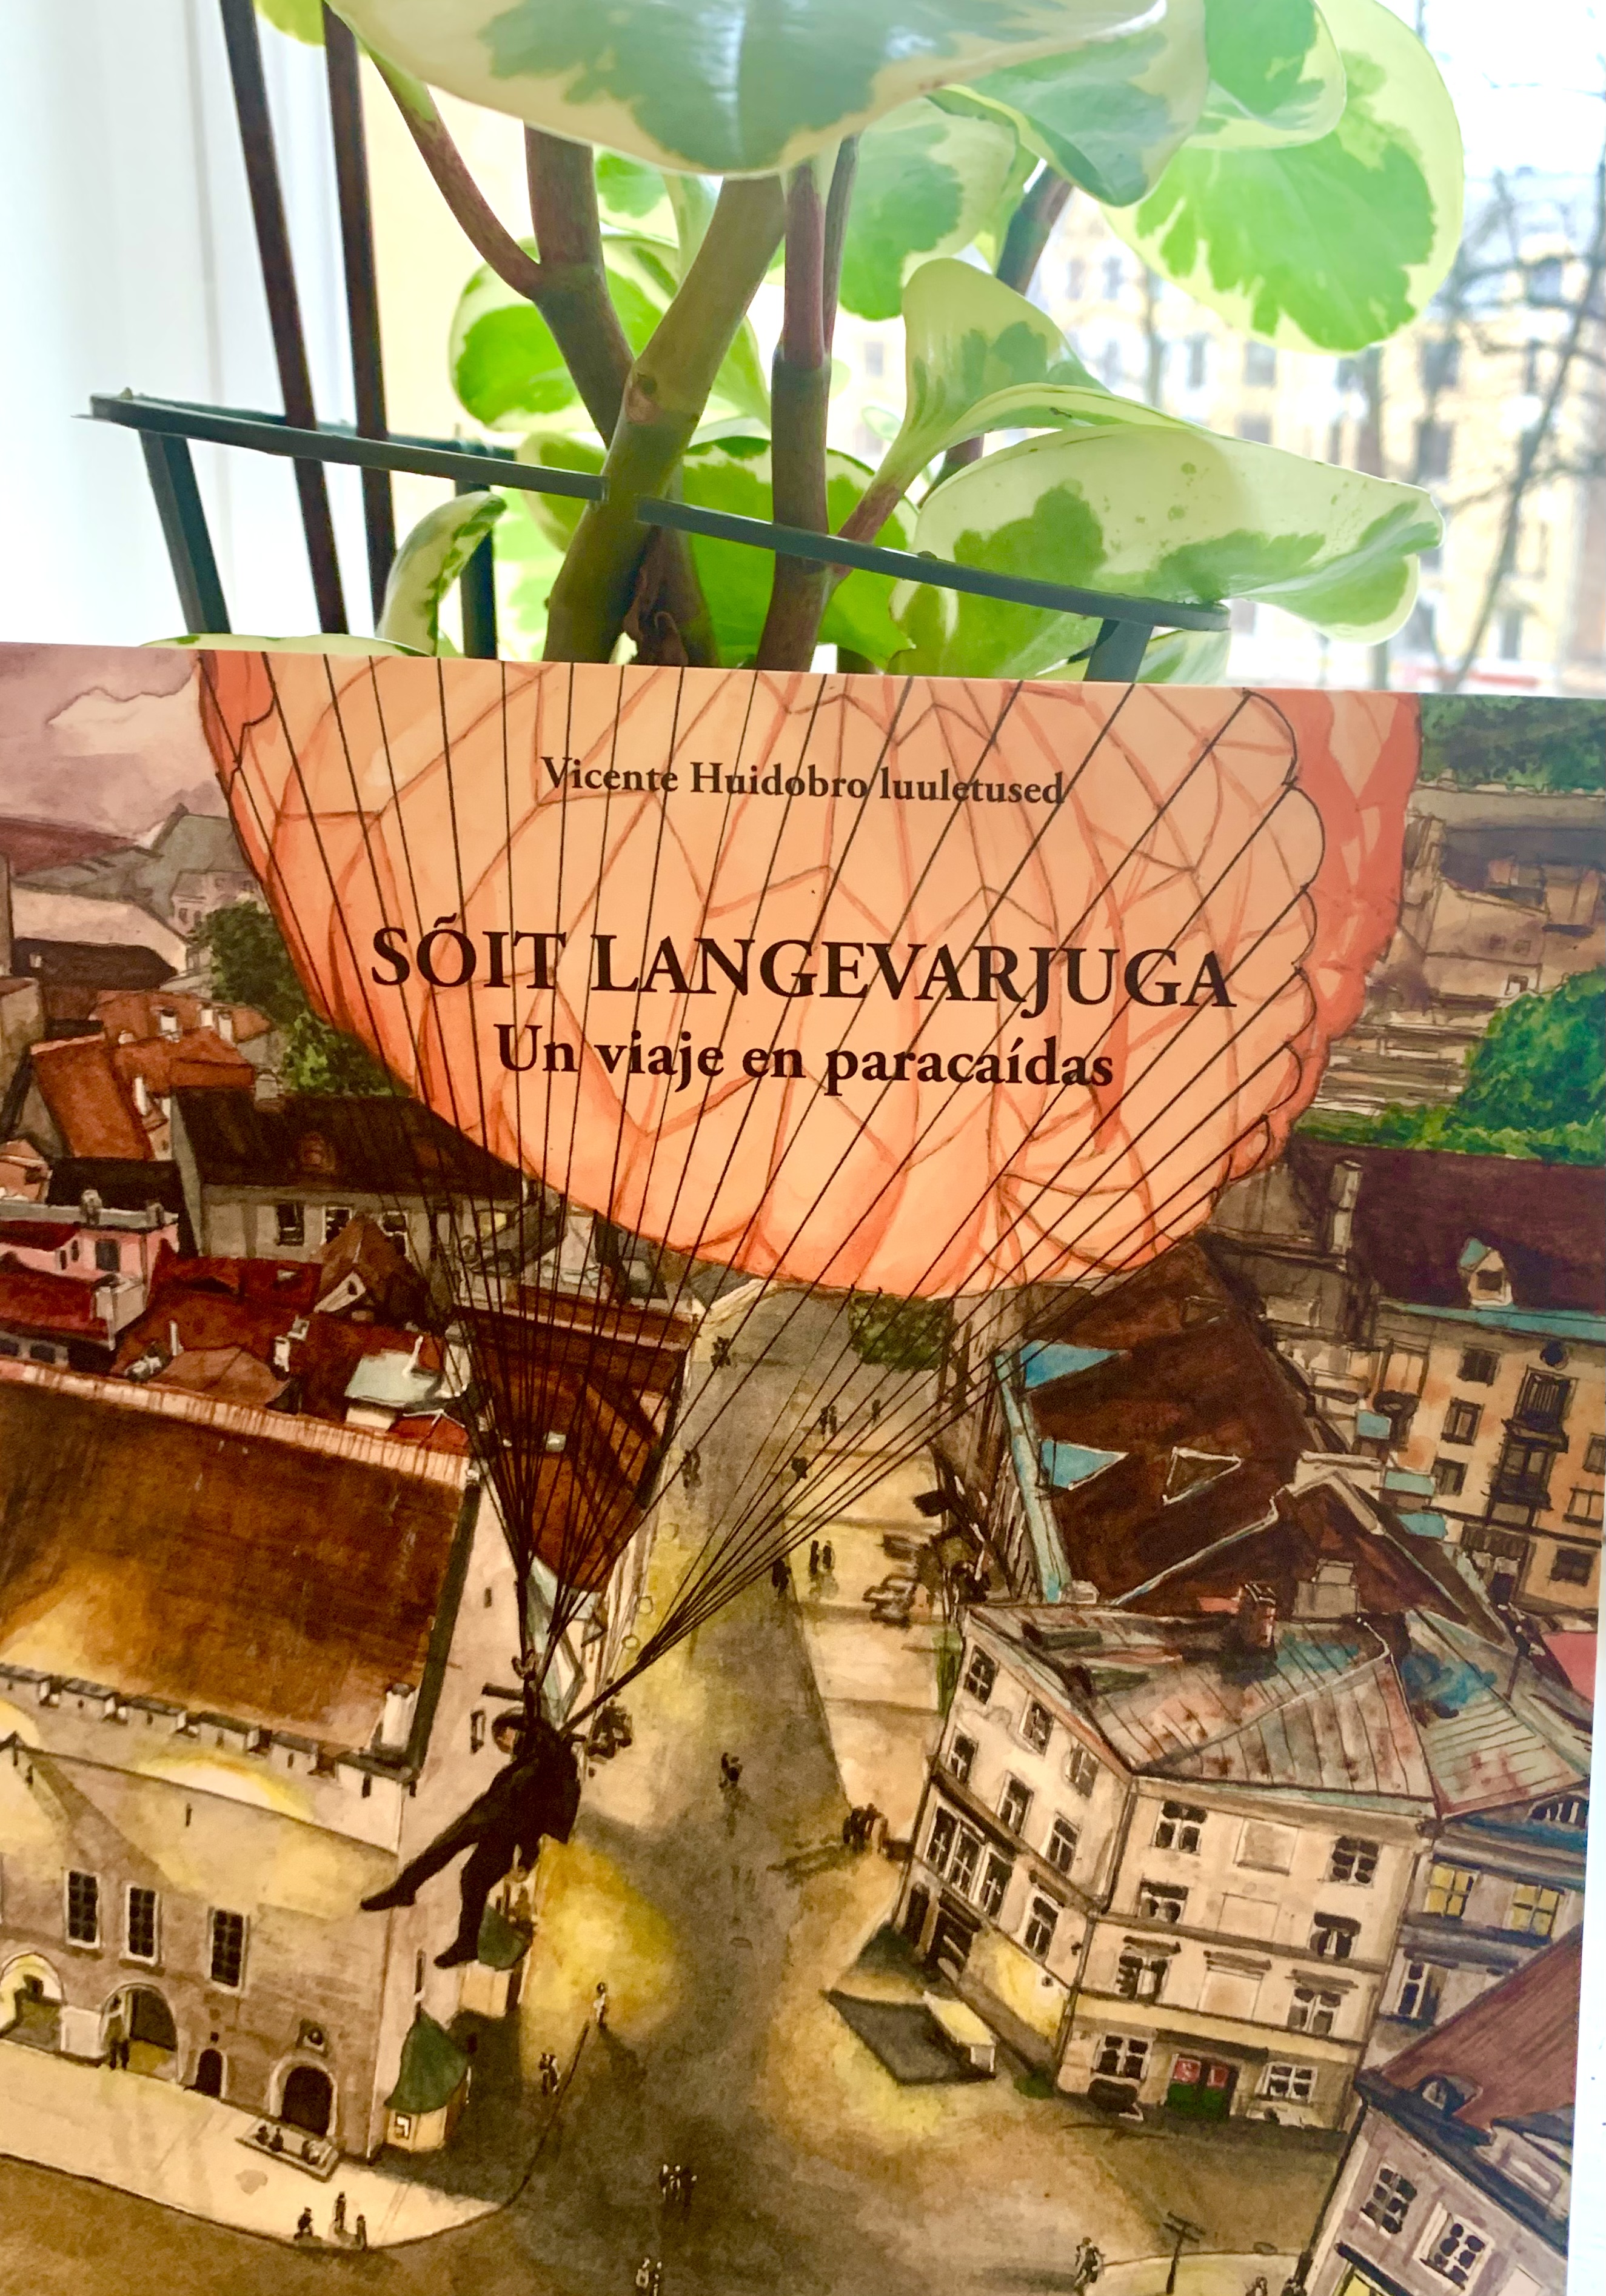 Vicente Huidobro luuletused
SÕIT LANGEVARJUGA
Un viaje en paracaídas